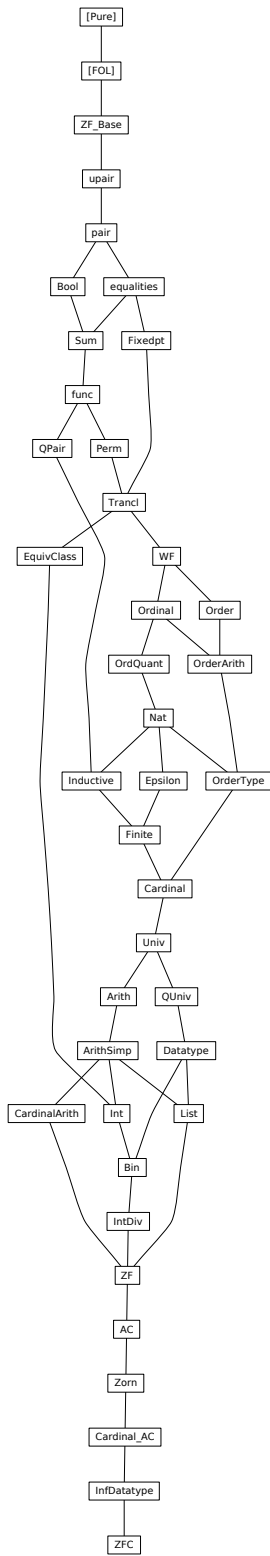 [Pure]
[FOL]
ZF_Base
upair
pair
Bool equalities
Sum Fixedpt
func
QPair Perm
Trancl
EquivClass WF
Ordinal Order
OrdQuant OrderArith
Nat
Inductive Epsilon OrderType
Finite
Cardinal
Univ
Arith QUniv
ArithSimp Datatype
CardinalArith Int List
Bin
IntDiv
ZF
AC
Zorn
Cardinal_AC
InfDatatype
ZFC